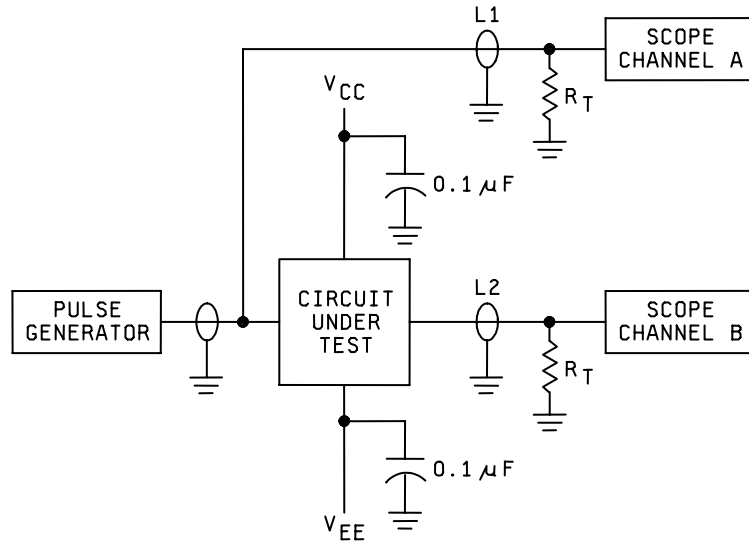 L1
SCOPE
CHANNEL A
RT
VCC
0.1 µF
PULSE
GENERATOR
CIRCUIT
UNDER
TEST
L2
SCOPE
CHANNEL B
RT
0.1 µF
VEE